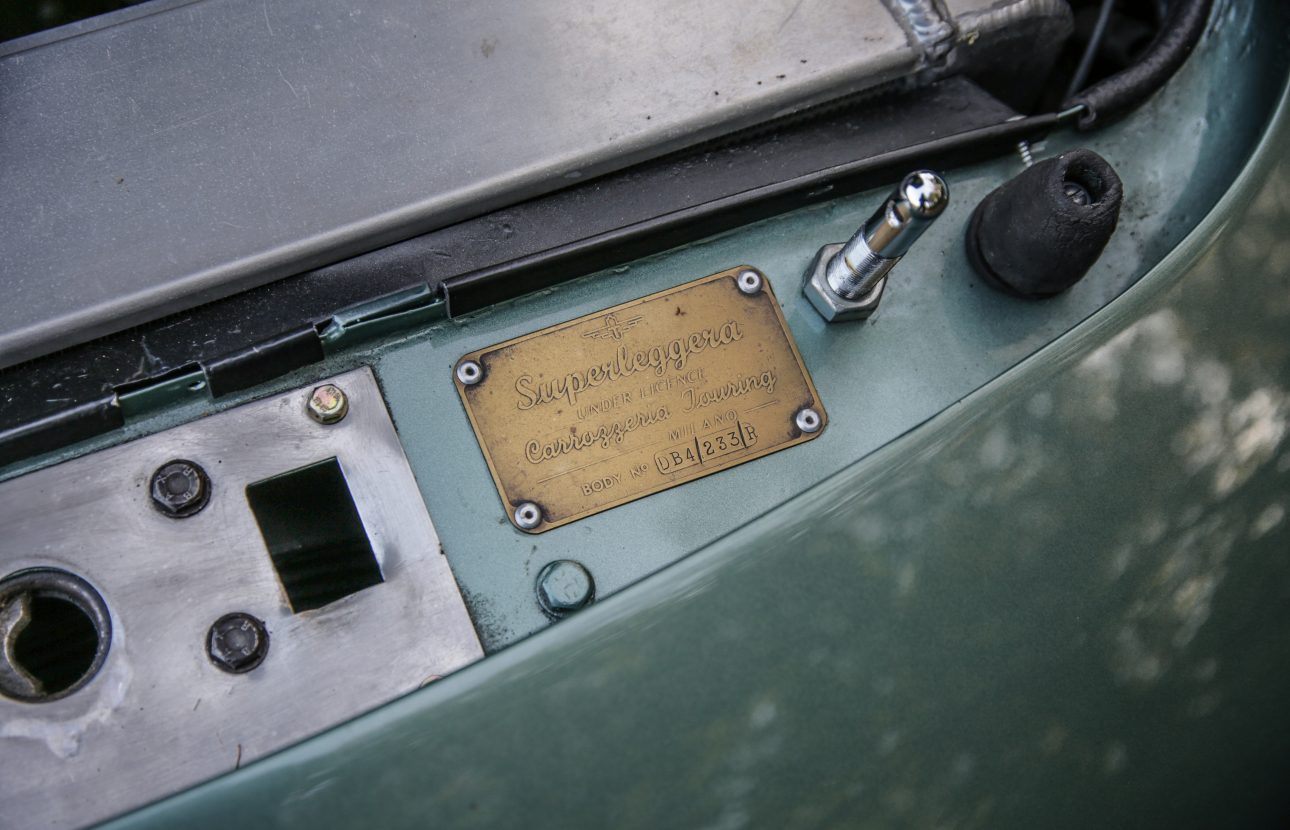 Superleggera
UNDER LICENCE
Carrozzeria Touring
MILANO
BODY No DB4/233/R